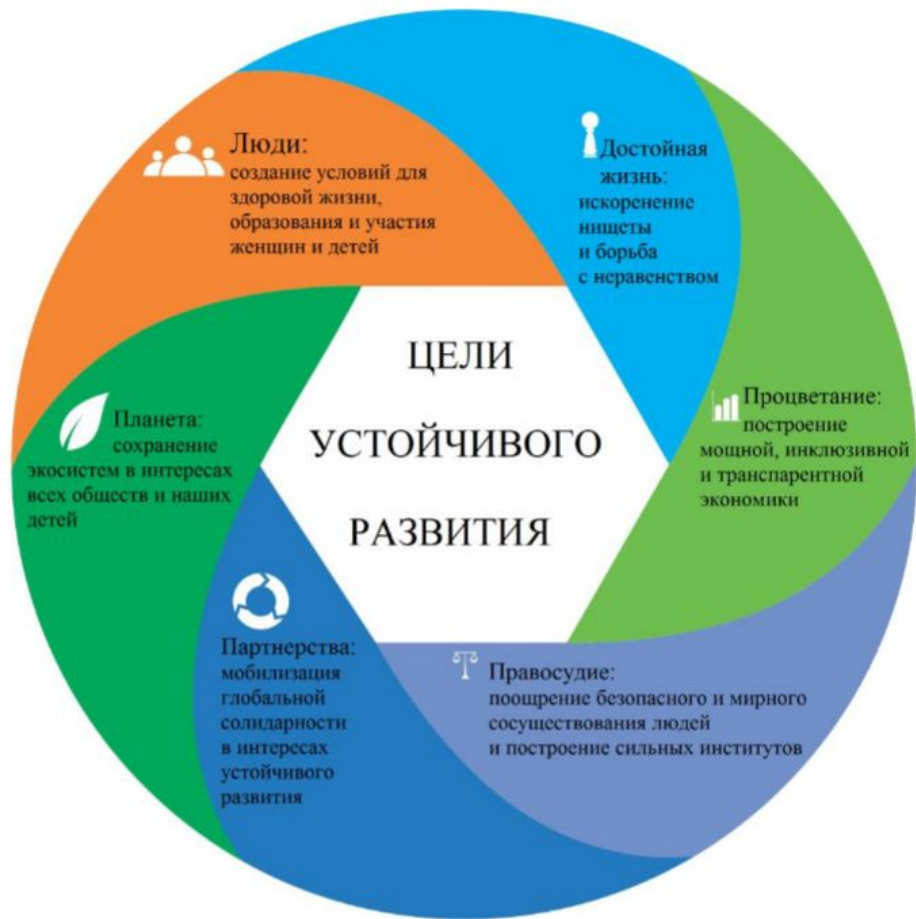 ЦЕЛИ
УСТОЙЧИВОГО
РАЗВИТИЯ
Люди:
создание условий для
здоровой жизни,
образования и участия
женщин и детей
Достойная
жизнь:
искоренение
нищеты
и борьба
с неравенством
Процветание:
построение
мощной, инклюзивной
и транспарентной
экономики
Правосудие:
поощрение безопасного и мирного
сосуществования людей
и построение сильных институтов
Партнерства:
мобилизация
глобальной
солидарности
в интересах
устойчивого
развития
Планета:
сохранение
экосистем в интересах
всех обществ и наших
детей